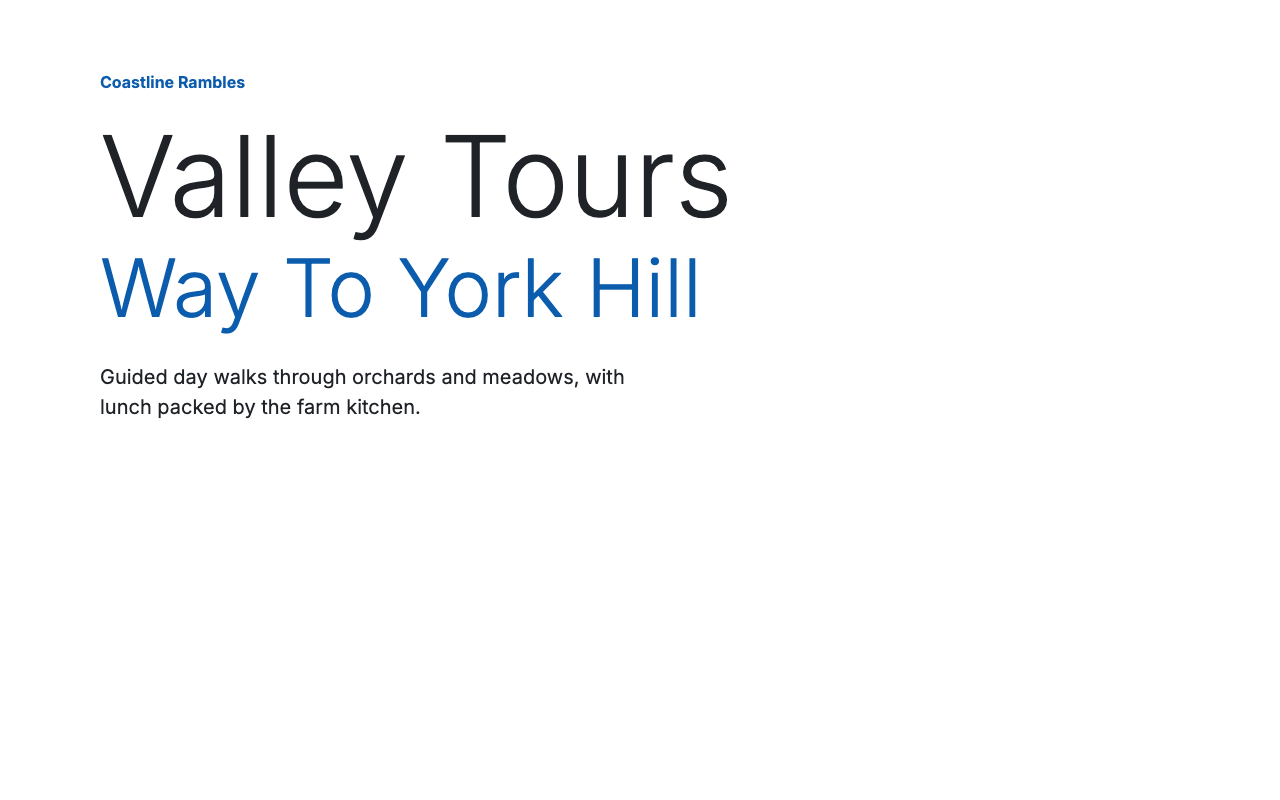 Coastline Rambles
Valley Tours
Way To York Hill
Guided day walks through orchards and meadows, with
lunch packed by the farm kitchen.